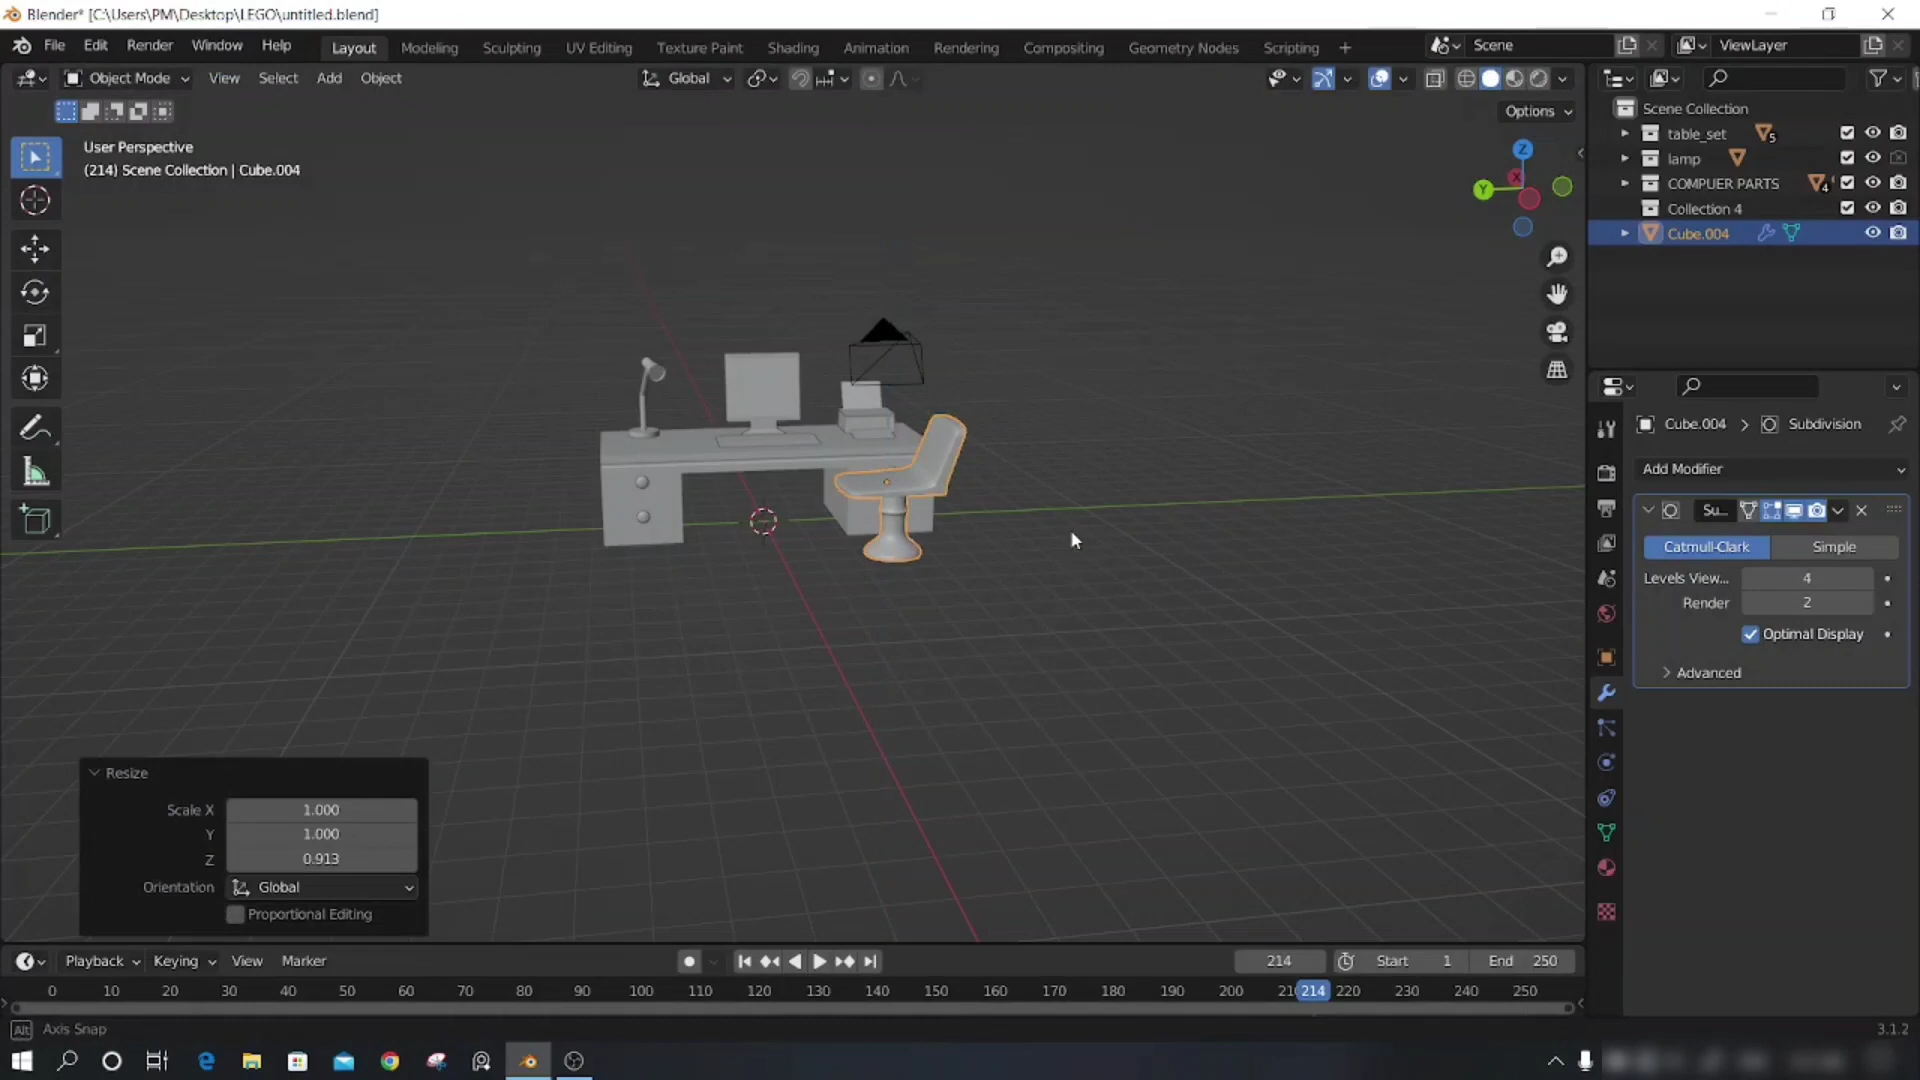 Blender* [C:\Users\PM\Desktop\LEGO\untitled.blend]
File Edit Render Window Help Layout Modeling Sculpting UV Editing Texture Paint Shading Animation Rendering Compositing Geometry Nodes Scripting + Scene ViewLayer
Object Mode View Select Add Object Global
Options
User Perspective
(214) Scene Collection | Cube.004
Z
Y
X
Scene Collection
table_set 5
lamp
COMPUER PARTS 4
Collection 4
Cube.004
Cube.004 > Subdivision
Add Modifier
Su...
Catmull-Clark Simple
Levels View... 4
Render 2
Optimal Display
Advanced
Resize
Scale X 1.000
Y 1.000
Z 0.913
Orientation Global
Proportional Editing
Playback Keying View Marker 214 Start 1 End 250
0 10 20 30 40 50 60 70 80 90 100 110 120 130 140 150 160 170 180 190 200 21 214 220 230 240 250
Alt Axis Snap 3.1.2